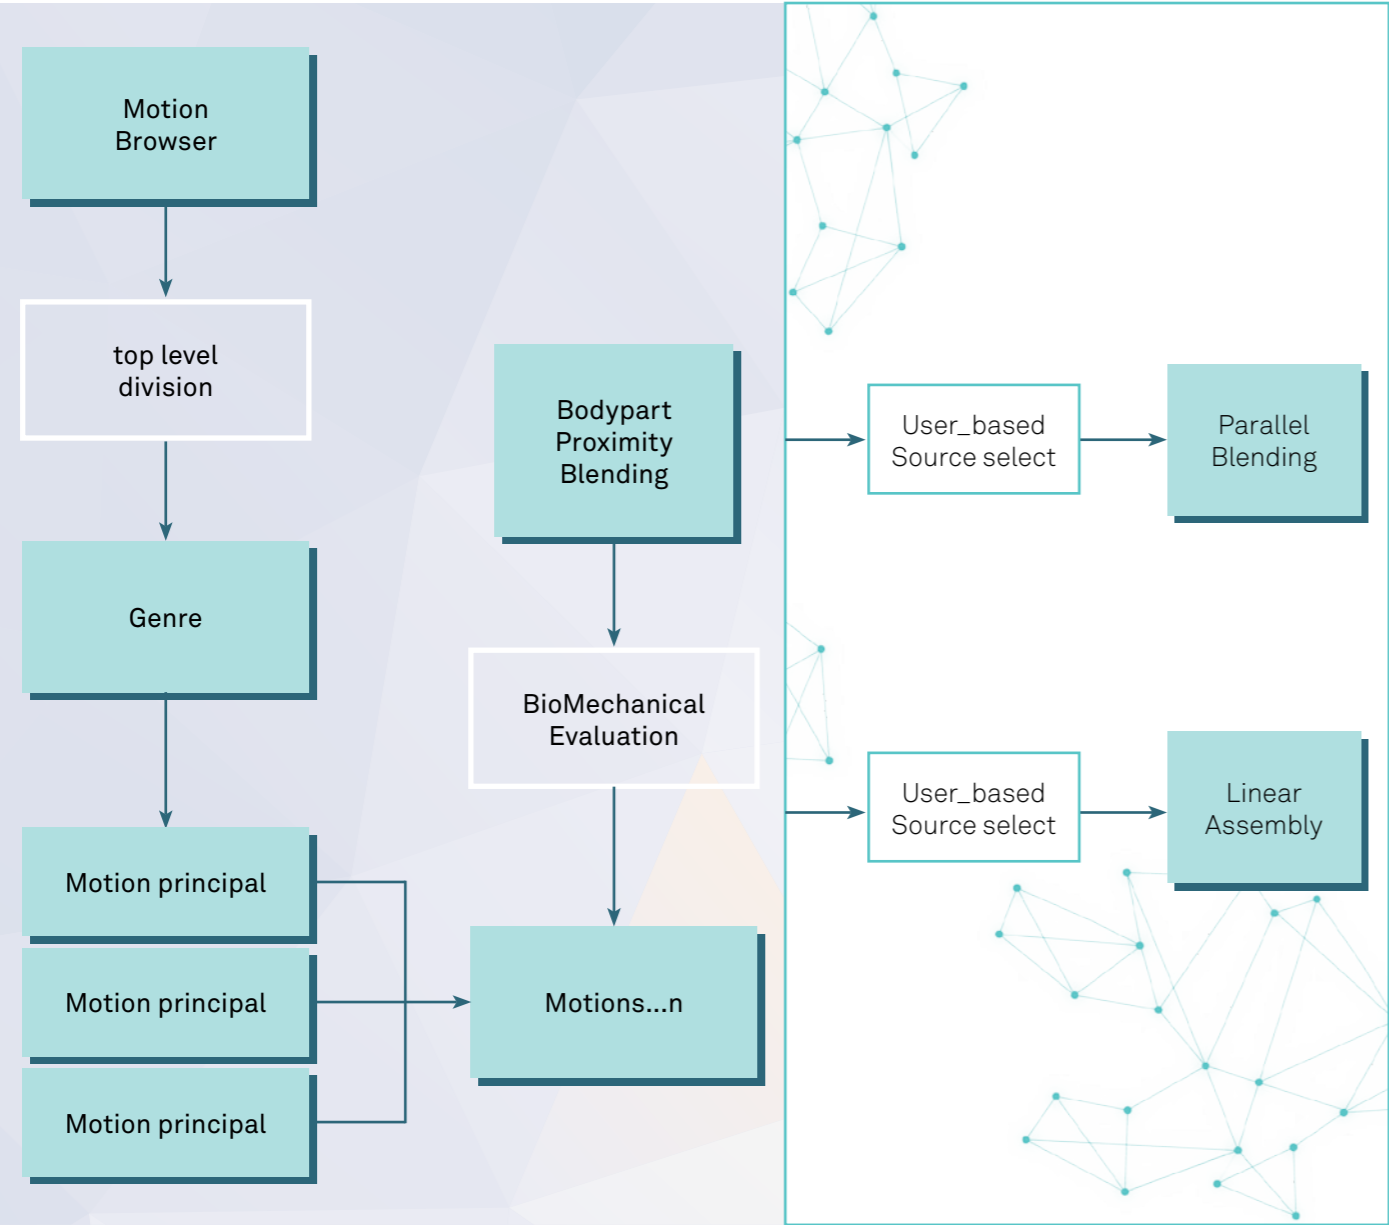 Motion
Browser
top level
division
Genre
Motion principal
Motion principal
Motion principal
Bodypart
Proximity
Blending
BioMechanical
Evaluation
Motions...n
User_based
Source select
Parallel
Blending
User_based
Source select
Linear
Assembly